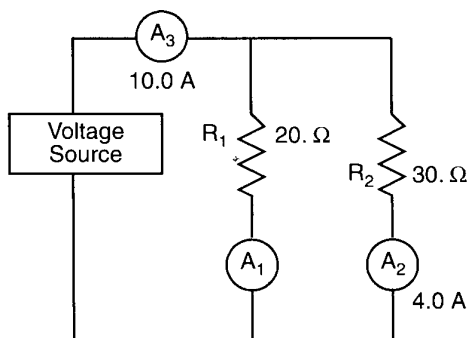 A₃
10.0 A
Voltage
Source
R₁
20. Ω
R₂
30. Ω
A₁
A₂
4.0 A